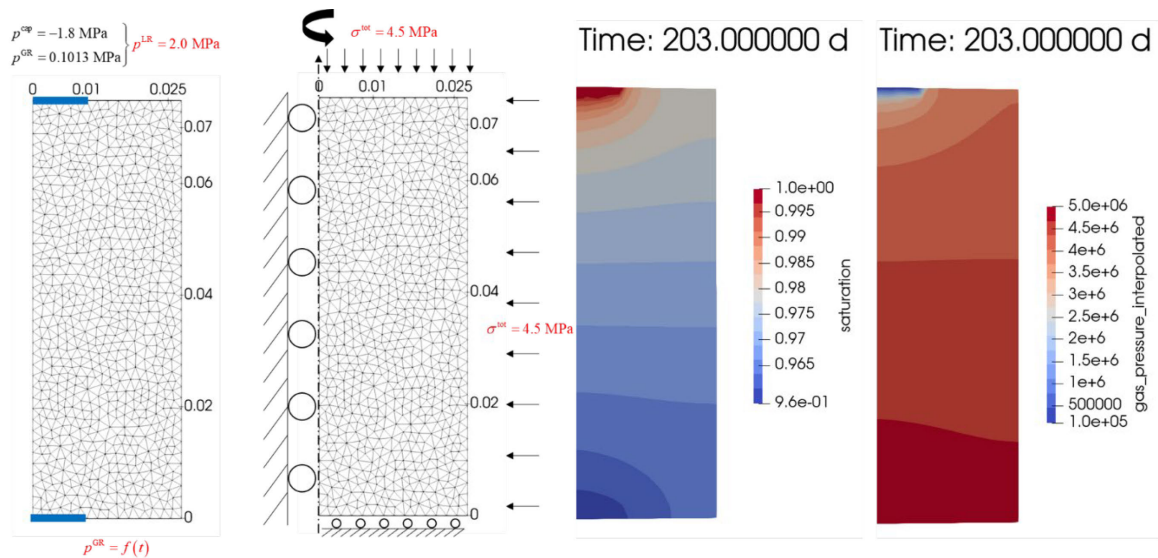 p^cap = −1.8 MPa
p^GR = 0.1013 MPa
p^LR = 2.0 MPa
0 0.01 0.025
0.07
0.06
0.04
0.02
0
p^GR = f(t)
σ^tot = 4.5 MPa
0 0.01 0.025
0.07
0.06
0.04
σ^tot = 4.5 MPa
0.02
0
Time: 203.000000 d
1.0e+00
0.995
0.99
0.985
0.98
0.975
0.97
0.965
9.6e-01
saturation
Time: 203.000000 d
5.0e+06
4.5e+6
4e+6
3.5e+6
3e+6
2.5e+6
2e+6
1.5e+6
1e+6
500000
1.0e+05
gas_pressure_interpolated